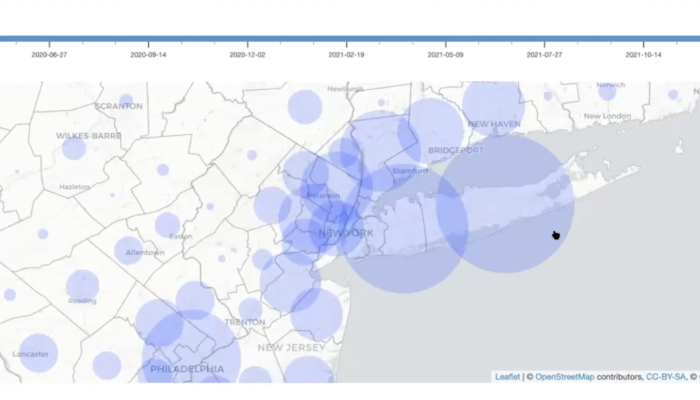 2020-06-27 2020-09-14 2020-12-02 2021-02-19 2021-05-09 2021-07-27 2021-10-14
Newburgh
Norwich
SCRANTON
New London
NEW HAVEN
WILKES-BARRE
BRIDGEPORT
Stamford
Hazleton
Paterson
NEW YORK
Easton
Allentown
Reading
TRENTON
NEW JERSEY
Lancaster
PHILADELPHIA
Leaflet | © OpenStreetMap contributors, CC-BY-SA, ©